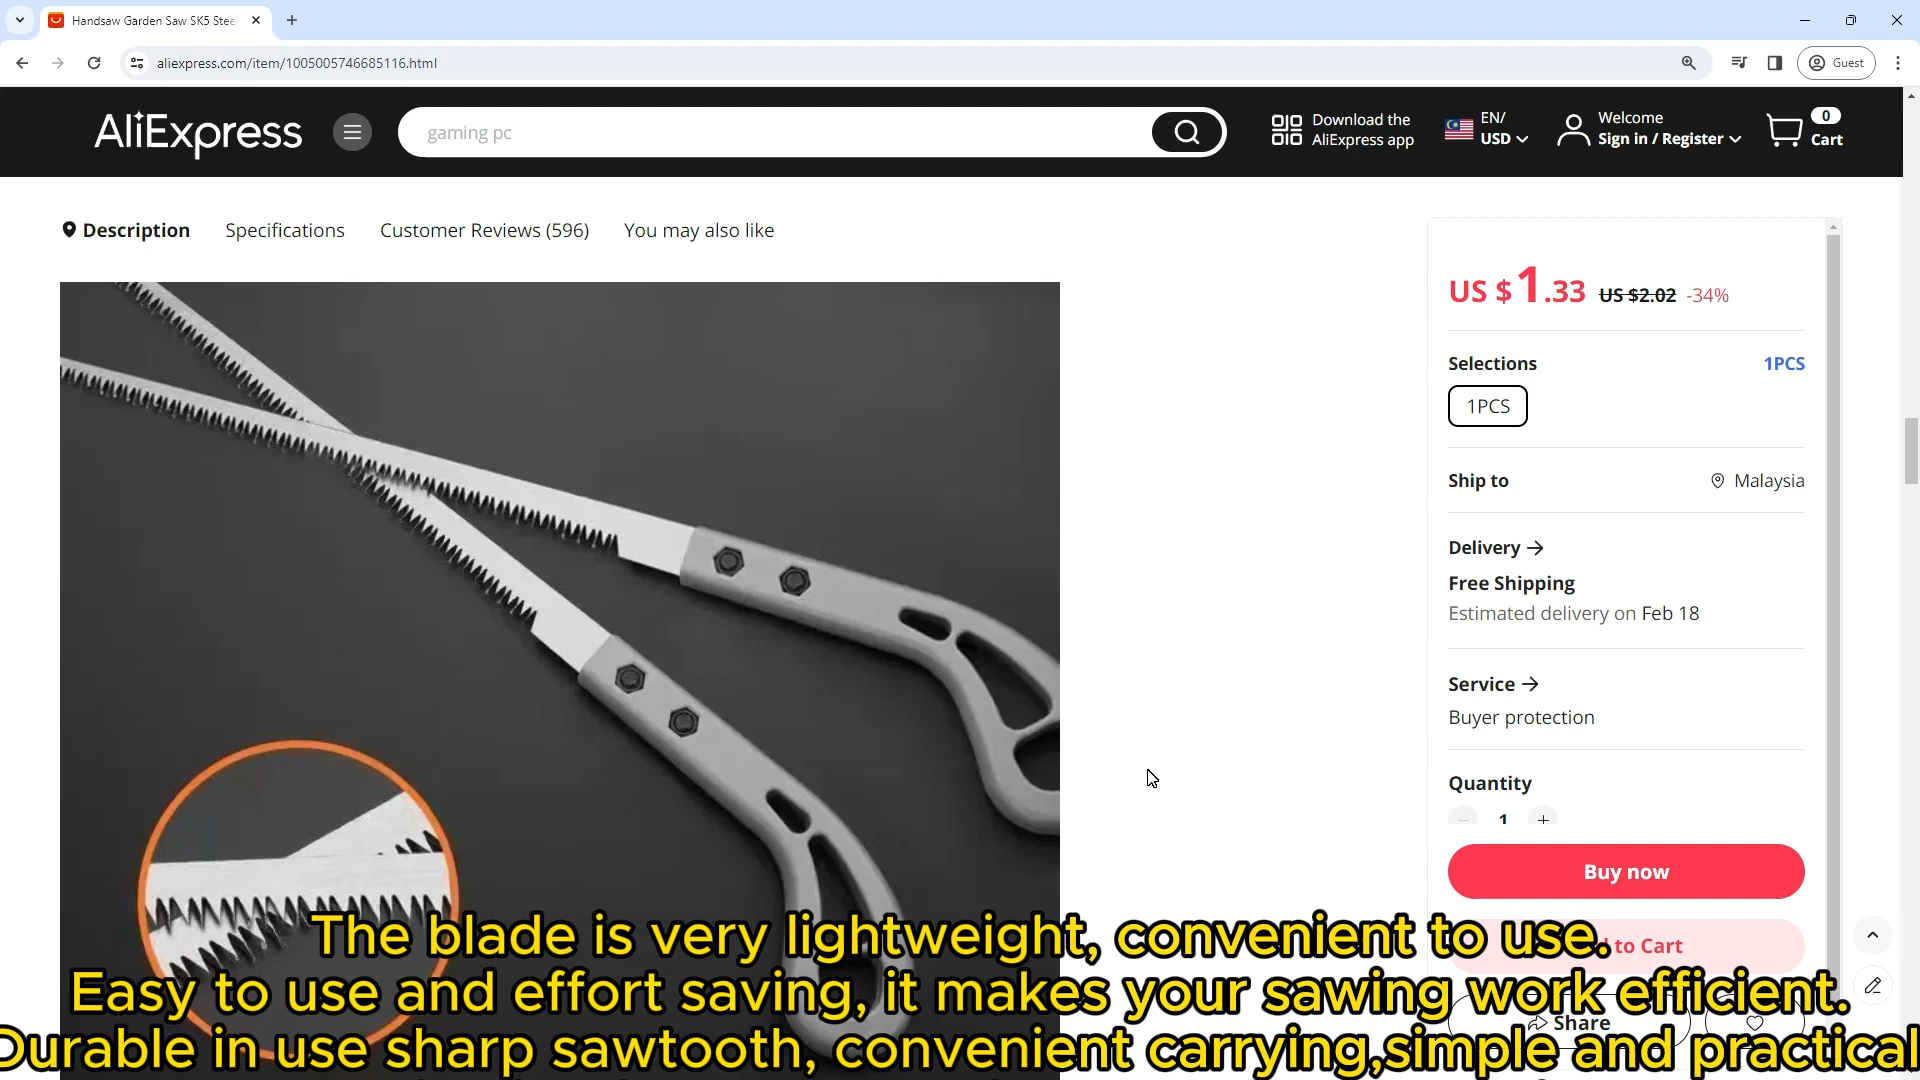 Handsaw Garden Saw SK5 Stee
aliexpress.com/item/1005005746685116.html
Guest
AliExpress
gaming pc
Download the
AliExpress app
EN/
USD
Welcome
Sign in / Register
0
Cart
Description
Specifications
Customer Reviews (596)
You may also like
US $1.33 US $2.02 -34%
Selections
1PCS
1PCS
Ship to
Malaysia
Delivery
Free Shipping
Estimated delivery on Feb 18
Service
Buyer protection
Quantity
1
Buy now
to Cart
Share
The blade is very lightweight, convenient to use.
Easy to use and effort saving, it makes your sawing work efficient.
Durable in use sharp sawtooth, convenient carrying,simple and practical